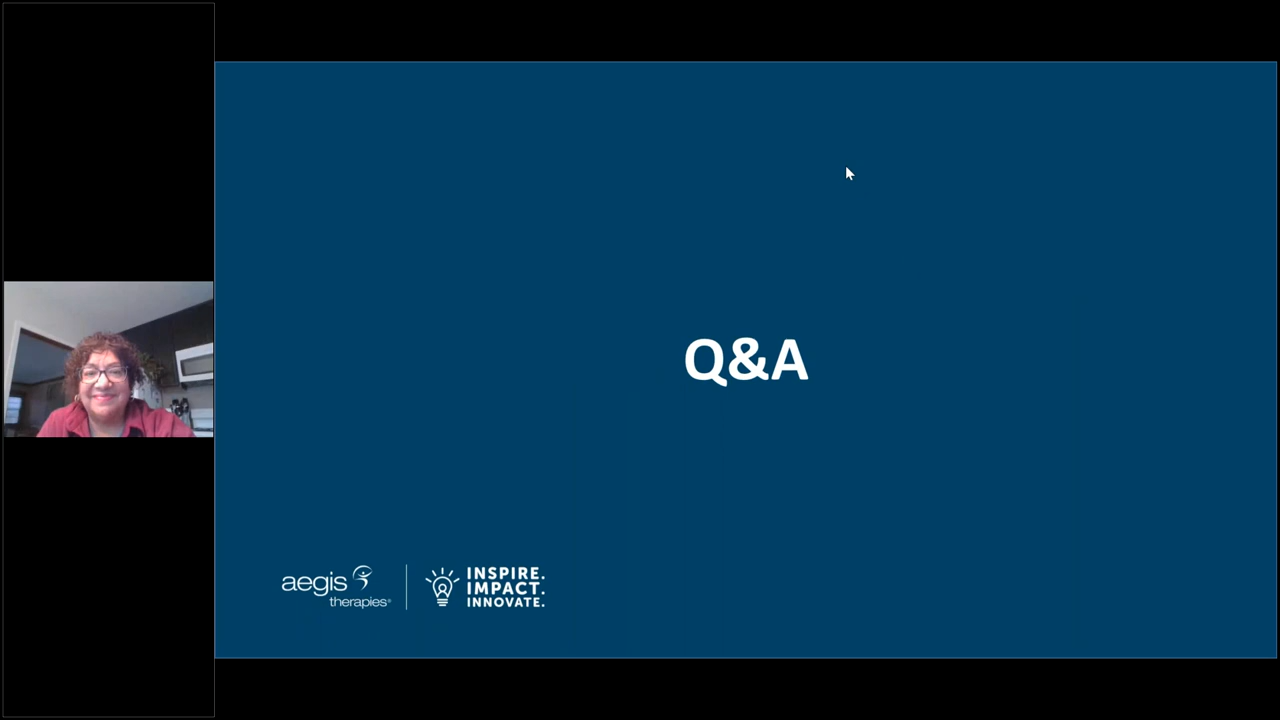 Q&A
aegis
therapies®
INSPIRE.
IMPACT.
INNOVATE.